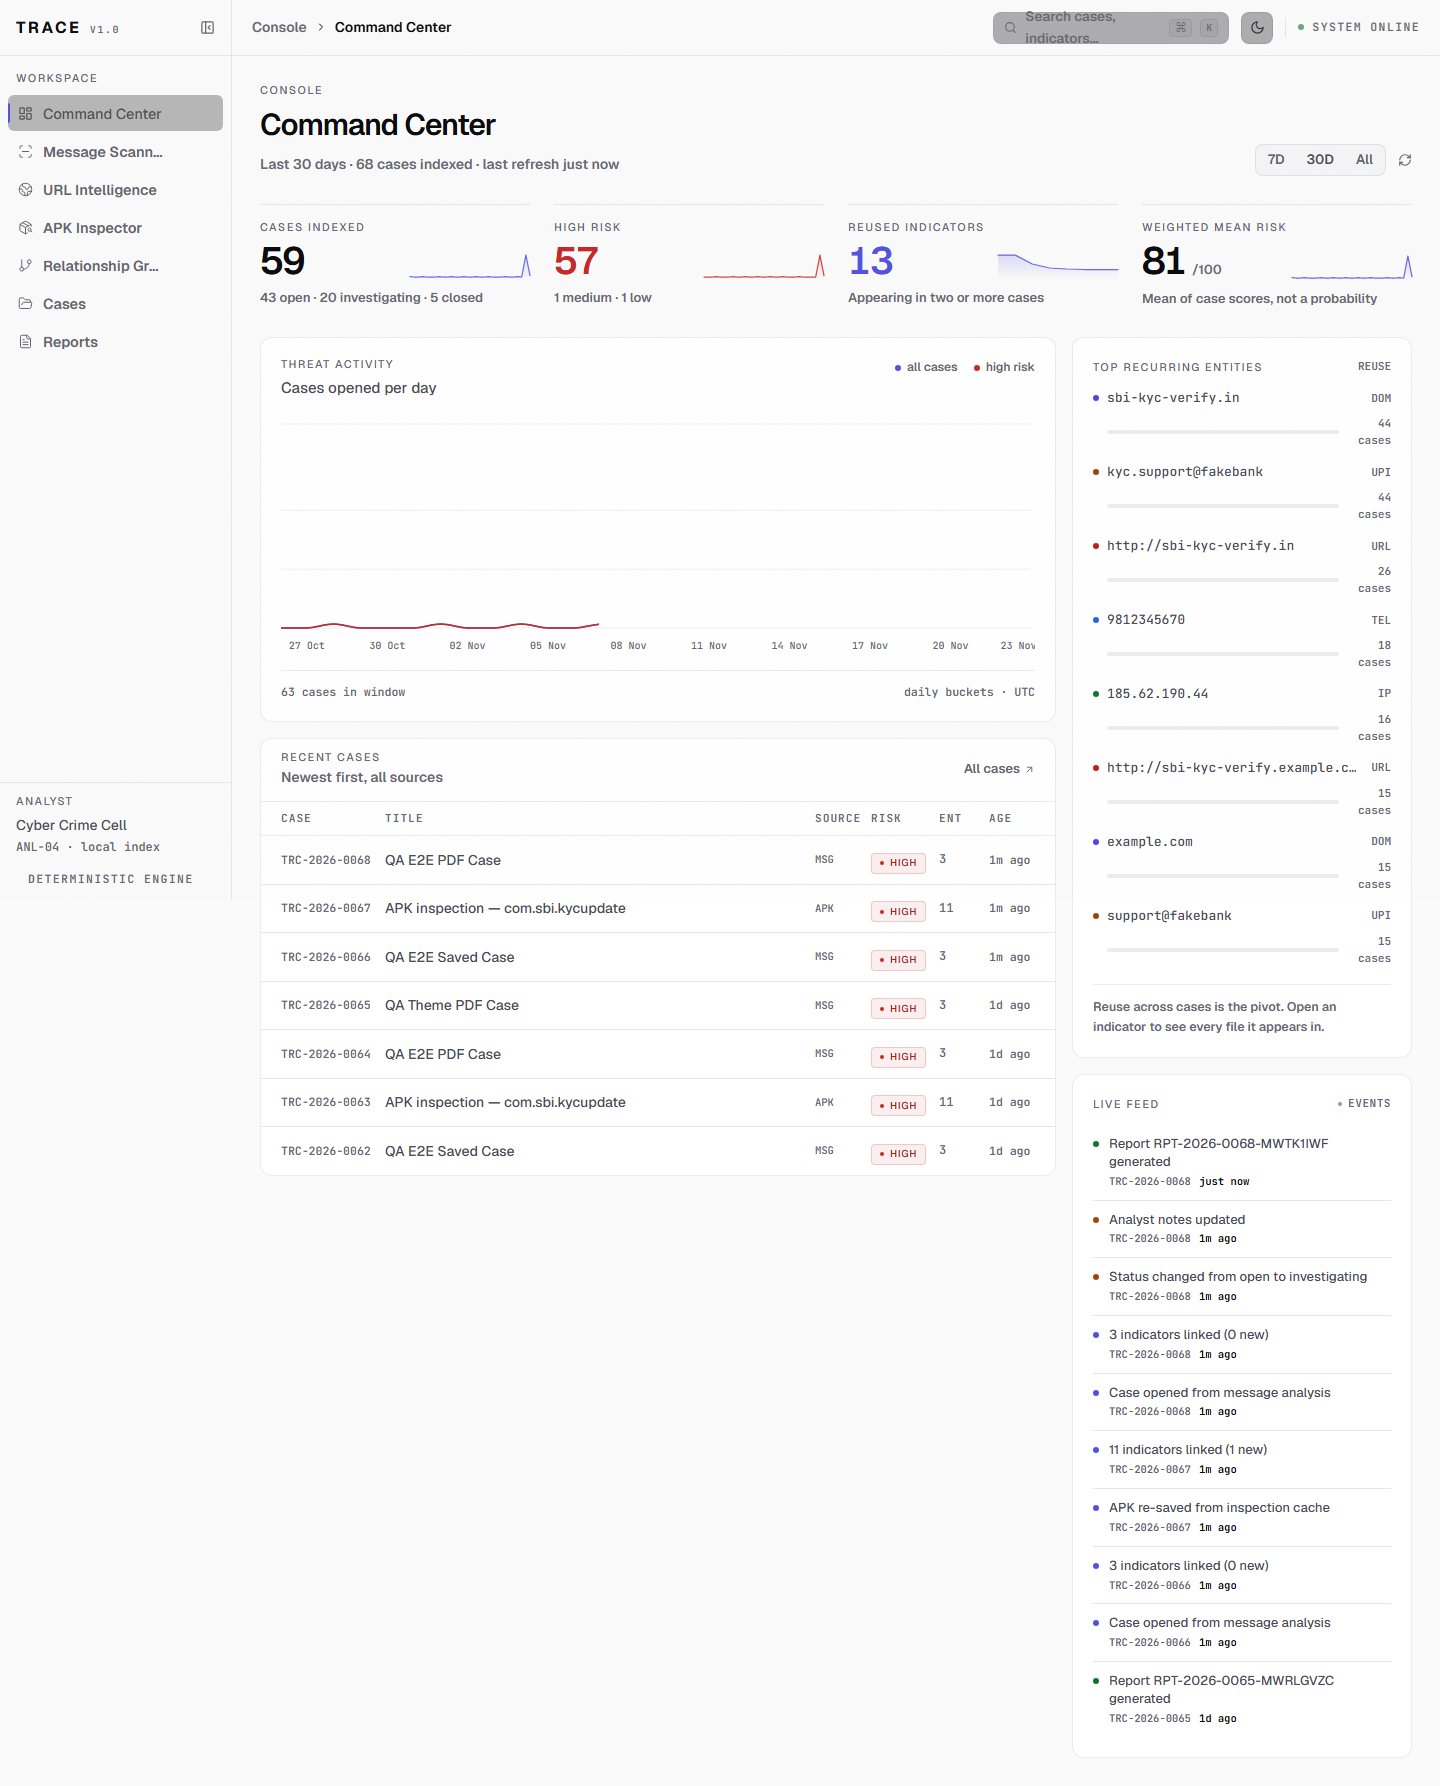 TRACE V1.0
Console > Command Center
Search cases, indicators…
⌘ K
SYSTEM ONLINE
WORKSPACE
Command Center
Message Scann…
URL Intelligence
APK Inspector
Relationship Gr…
Cases
Reports
ANALYST
Cyber Crime Cell
ANL-04 · local index
DETERMINISTIC ENGINE
CONSOLE
Command Center
Last 30 days · 68 cases indexed · last refresh just now
7D 30D All
CASES INDEXED
59
43 open · 20 investigating · 5 closed
HIGH RISK
57
1 medium · 1 low
REUSED INDICATORS
13
Appearing in two or more cases
WEIGHTED MEAN RISK
81 /100
Mean of case scores, not a probability
THREAT ACTIVITY
Cases opened per day
all cases high risk
27 Oct 30 Oct 02 Nov 05 Nov 08 Nov 11 Nov 14 Nov 17 Nov 20 Nov 23 Nov
63 cases in window
daily buckets · UTC
RECENT CASES
Newest first, all sources
All cases
CASE TITLE SOURCE RISK ENT AGE
TRC-2026-0068 QA E2E PDF Case MSG HIGH 3 1m ago
TRC-2026-0067 APK inspection — com.sbi.kycupdate APK HIGH 11 1m ago
TRC-2026-0066 QA E2E Saved Case MSG HIGH 3 1m ago
TRC-2026-0065 QA Theme PDF Case MSG HIGH 3 1d ago
TRC-2026-0064 QA E2E PDF Case MSG HIGH 3 1d ago
TRC-2026-0063 APK inspection — com.sbi.kycupdate APK HIGH 11 1d ago
TRC-2026-0062 QA E2E Saved Case MSG HIGH 3 1d ago
TOP RECURRING ENTITIES REUSE
sbi-kyc-verify.in DOM
44
cases
kyc.support@fakebank UPI
44
cases
http://sbi-kyc-verify.in URL
26
cases
9812345670 TEL
18
cases
185.62.190.44 IP
16
cases
http://sbi-kyc-verify.example.c… URL
15
cases
example.com DOM
15
cases
support@fakebank UPI
15
cases
Reuse across cases is the pivot. Open an
indicator to see every file it appears in.
LIVE FEED EVENTS
Report RPT-2026-0068-MWTK1IWF
generated
TRC-2026-0068 just now
Analyst notes updated
TRC-2026-0068 1m ago
Status changed from open to investigating
TRC-2026-0068 1m ago
3 indicators linked (0 new)
TRC-2026-0068 1m ago
Case opened from message analysis
TRC-2026-0068 1m ago
11 indicators linked (1 new)
TRC-2026-0067 1m ago
APK re-saved from inspection cache
TRC-2026-0067 1m ago
3 indicators linked (0 new)
TRC-2026-0066 1m ago
Case opened from message analysis
TRC-2026-0066 1m ago
Report RPT-2026-0065-MWRLGVZC
generated
TRC-2026-0065 1d ago